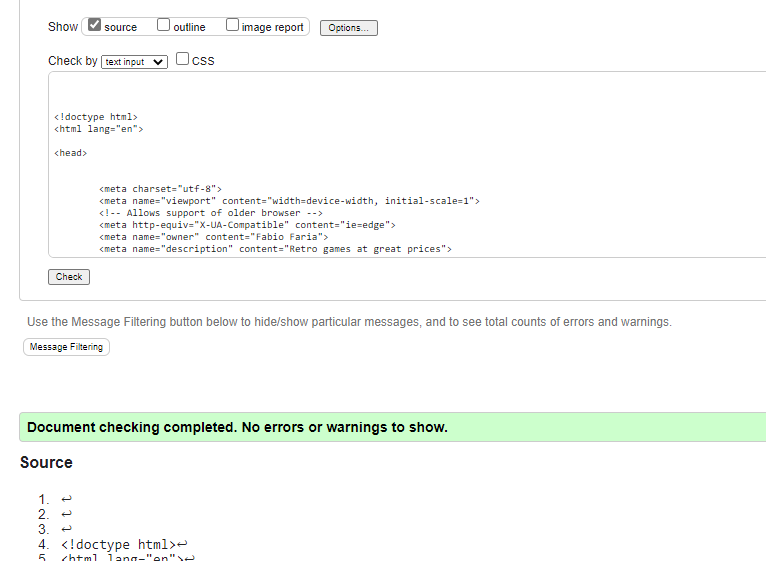 Show source outline image report Options...
Check by text input CSS
<!doctype html>
<html lang="en">
<head>
<meta charset="utf-8">
<meta name="viewport" content="width=device-width, initial-scale=1">
<!-- Allows support of older browser -->
<meta http-equiv="X-UA-Compatible" content="ie=edge">
<meta name="owner" content="Fabio Faria">
<meta name="description" content="Retro games at great prices">
Check
Use the Message Filtering button below to hide/show particular messages, and to see total counts of errors and warnings.
Message Filtering
Document checking completed. No errors or warnings to show.
Source
1. ↩
2. ↩
3. ↩
4. <!doctype html>↩
5. <html lang="en">↩